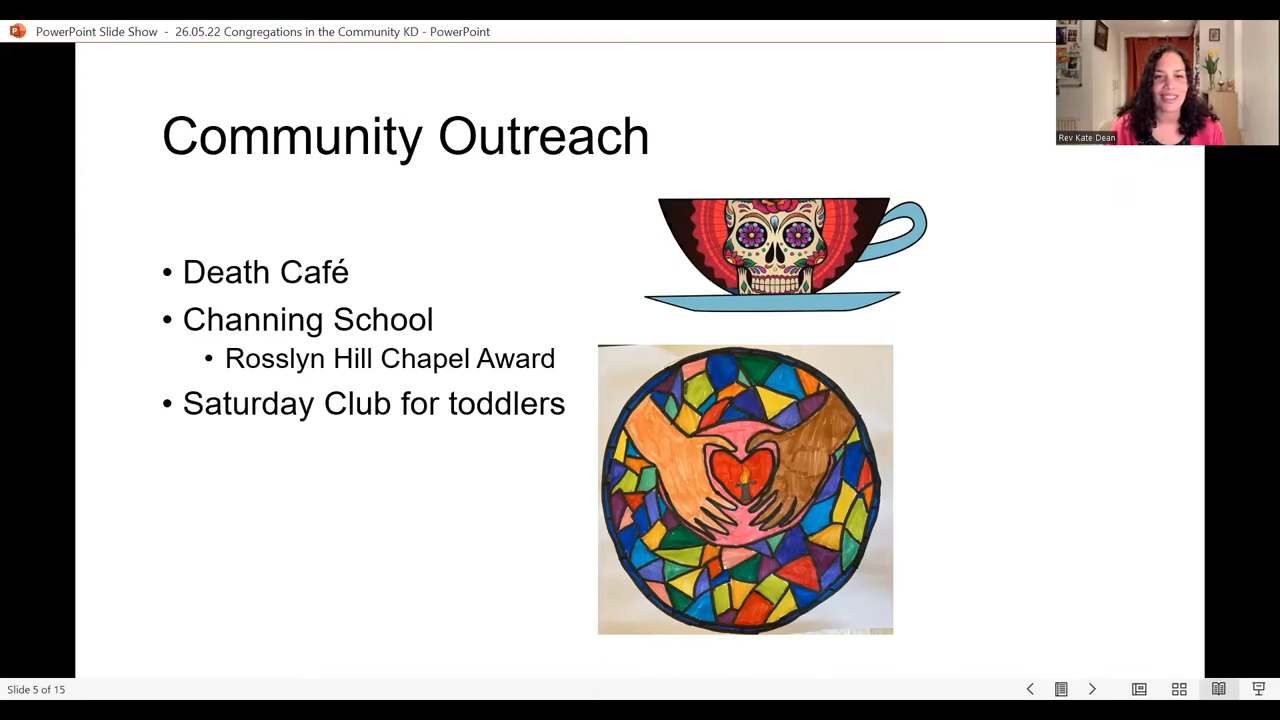 PowerPoint Slide Show - 26.05.22 Congregations in the Community KD - PowerPoint
Rev Kate Dean
Community Outreach
• Death Café
• Channing School
• Rosslyn Hill Chapel Award
• Saturday Club for toddlers
Slide 5 of 15